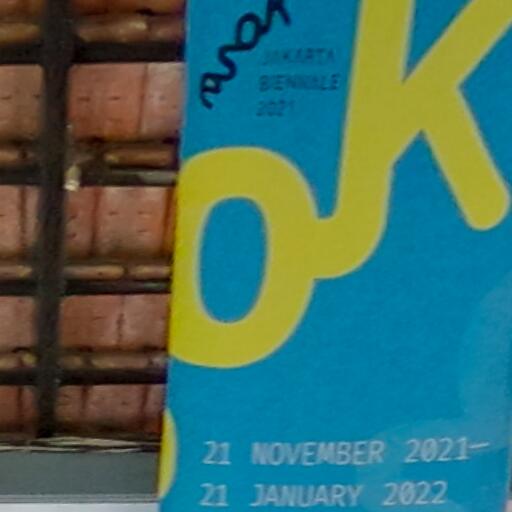 JAKARTA
BIENNALE
2021
OK
21 NOVEMBER 2021–
21 JANUARY 2022